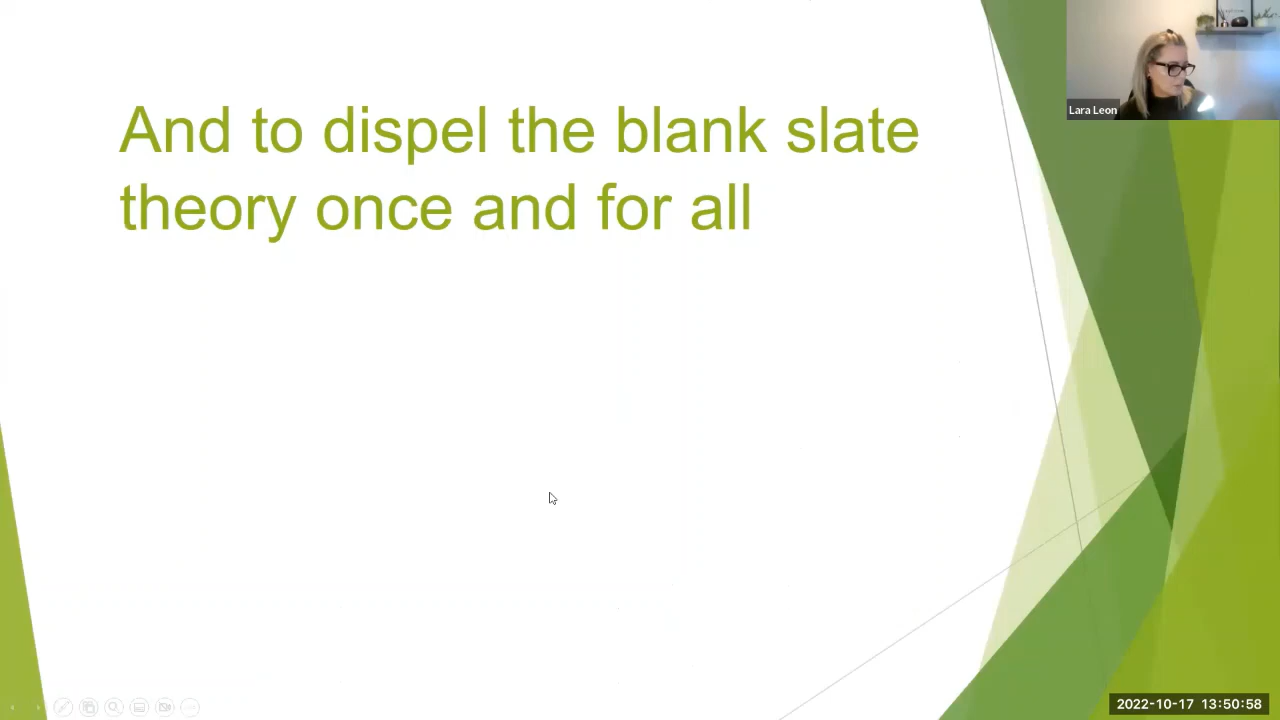 And to dispel the blank slate
theory once and for all
Lara Leon
2022-10-17 13:50:58